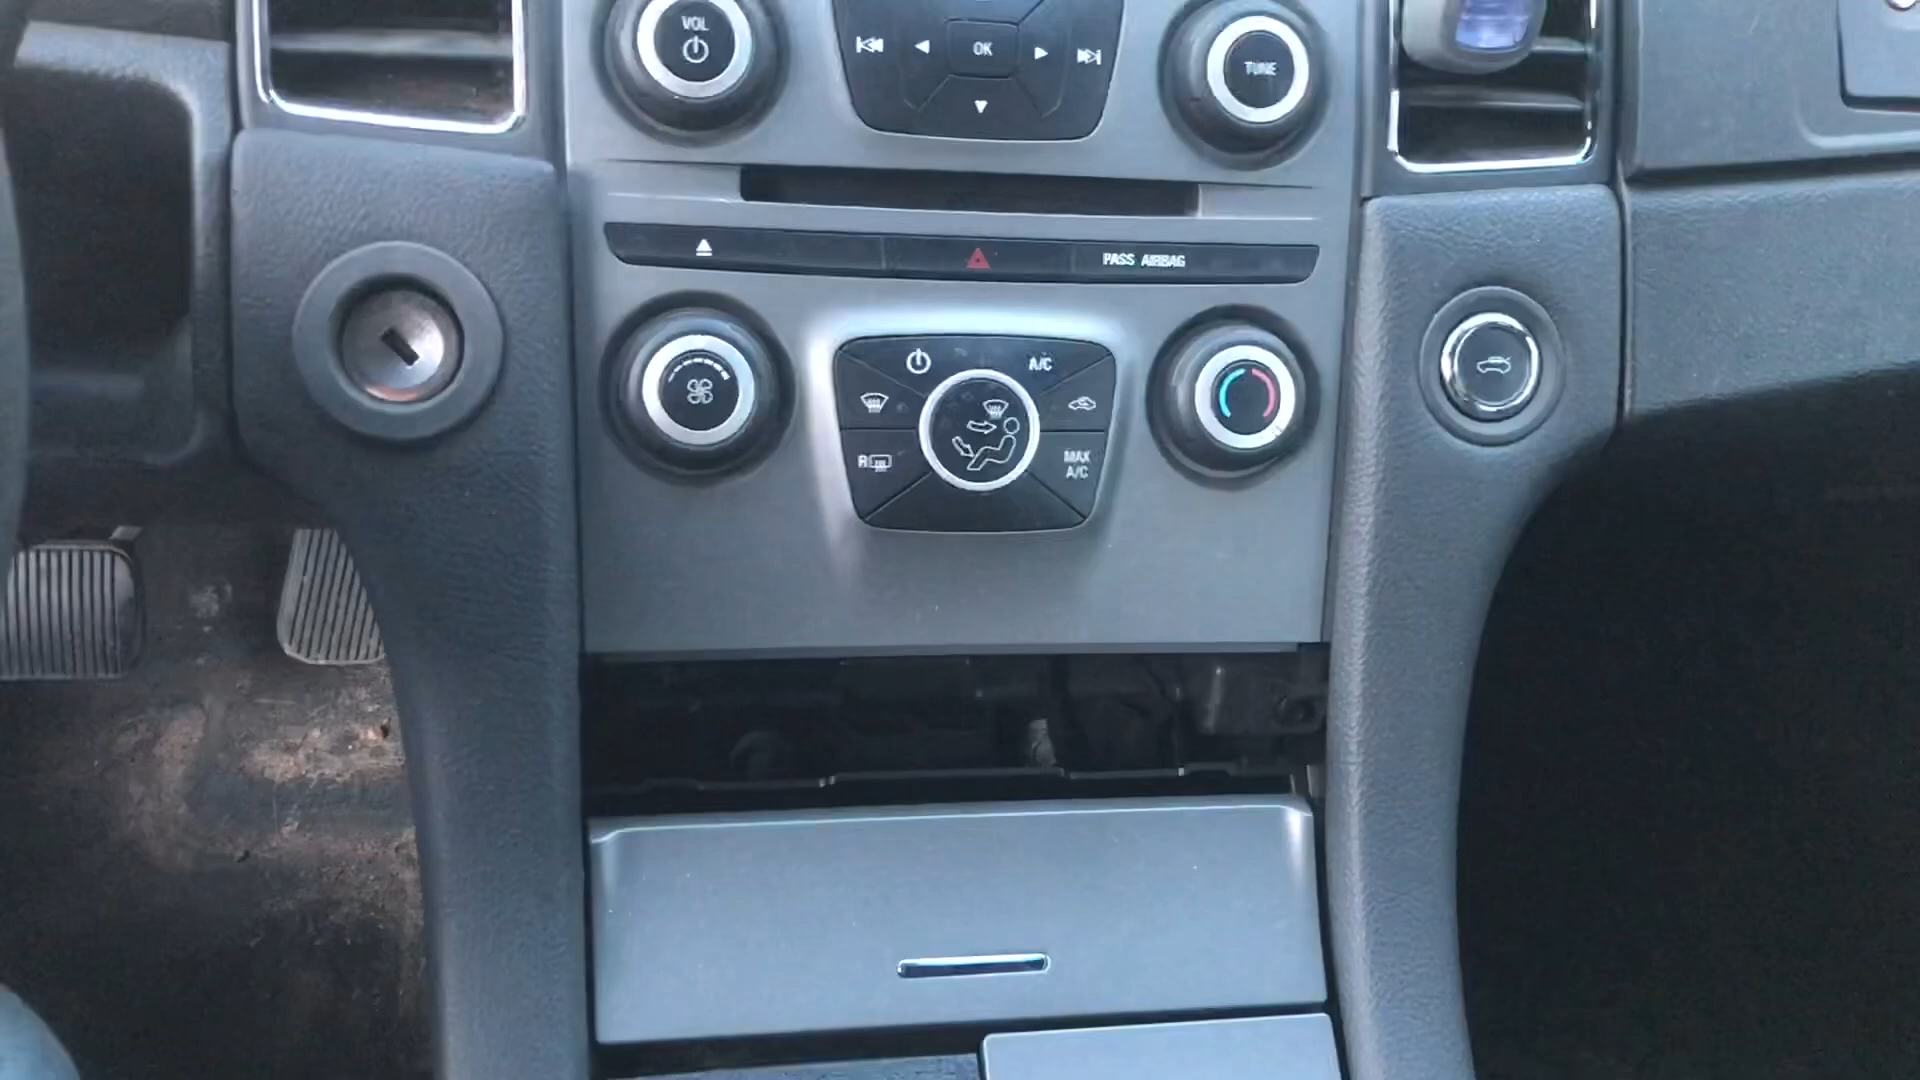 VOL
OK
TUNE
PASS AIRBAG
A/C
R
MAX
A/C